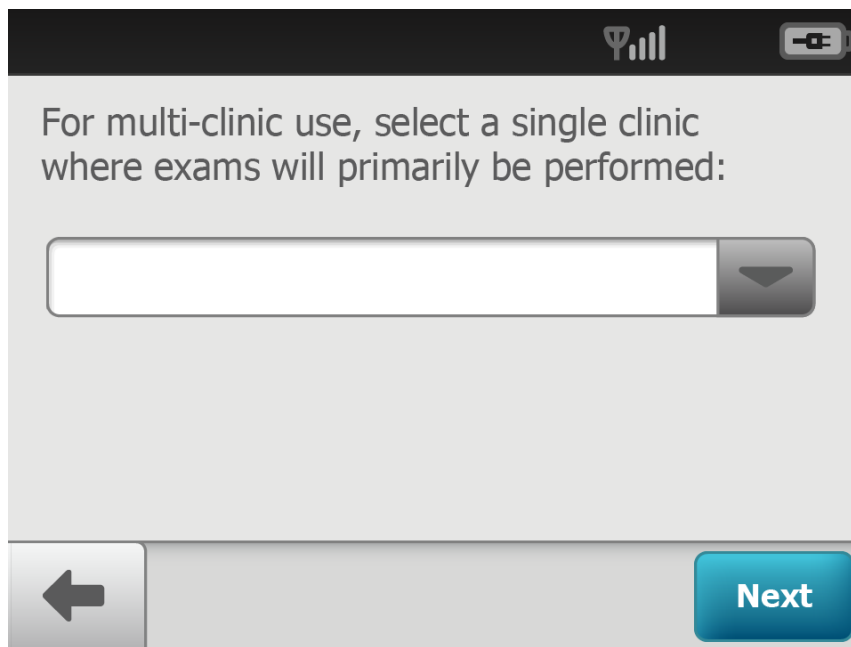 For multi-clinic use, select a single clinic
where exams will primarily be performed:
Next